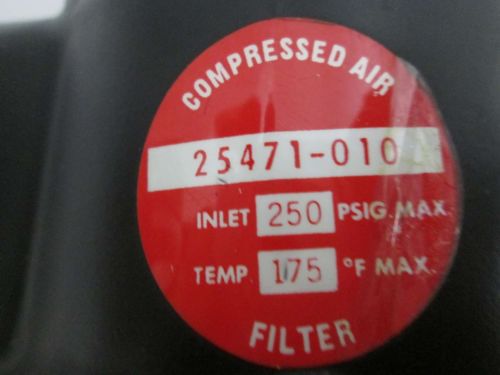 COMPRESSED AIR
25471-010
INLET 250 PSIG. MAX.
TEMP 175 °F MAX.
FILTER